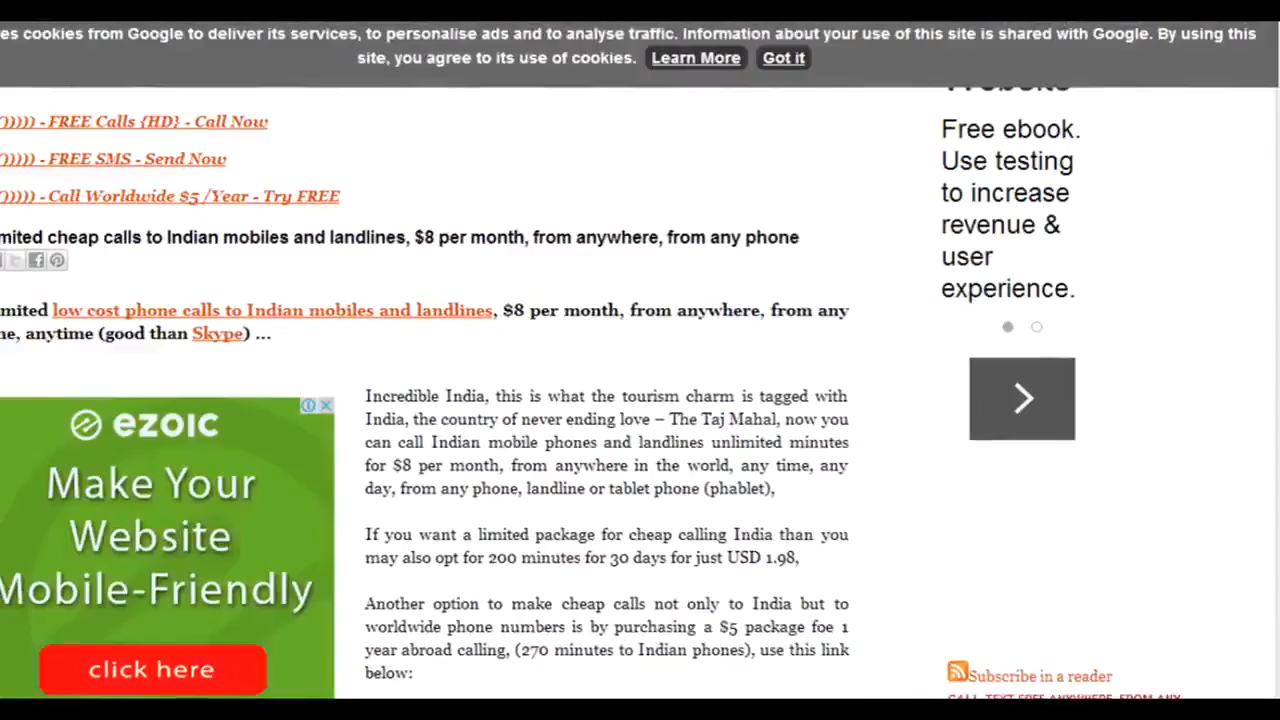 es cookies from Google to deliver its services, to personalise ads and to analyse traffic. Information about your use of this site is shared with Google. By using this
site, you agree to its use of cookies. Learn More Got it
))))) - FREE Calls {HD} - Call Now
))))) - FREE SMS - Send Now
))))) - Call Worldwide $5 /Year - Try FREE
mited cheap calls to Indian mobiles and landlines, $8 per month, from anywhere, from any phone
imited low cost phone calls to Indian mobiles and landlines, $8 per month, from anywhere, from any
ne, anytime (good than Skype) ...
ezoic
Make Your
Website
Mobile-Friendly
click here
Incredible India, this is what the tourism charm is tagged with
India, the country of never ending love – The Taj Mahal, now you
can call Indian mobile phones and landlines unlimited minutes
for $8 per month, from anywhere in the world, any time, any
day, from any phone, landline or tablet phone (phablet),
If you want a limited package for cheap calling India than you
may also opt for 200 minutes for 30 days for just USD 1.98,
Another option to make cheap calls not only to India but to
worldwide phone numbers is by purchasing a $5 package foe 1
year abroad calling, (270 minutes to Indian phones), use this link
below:
Website
Free ebook.
Use testing
to increase
revenue &
user
experience.
Subscribe in a reader
CALL, TEXT FREE ANYWHERE, FROM ANY